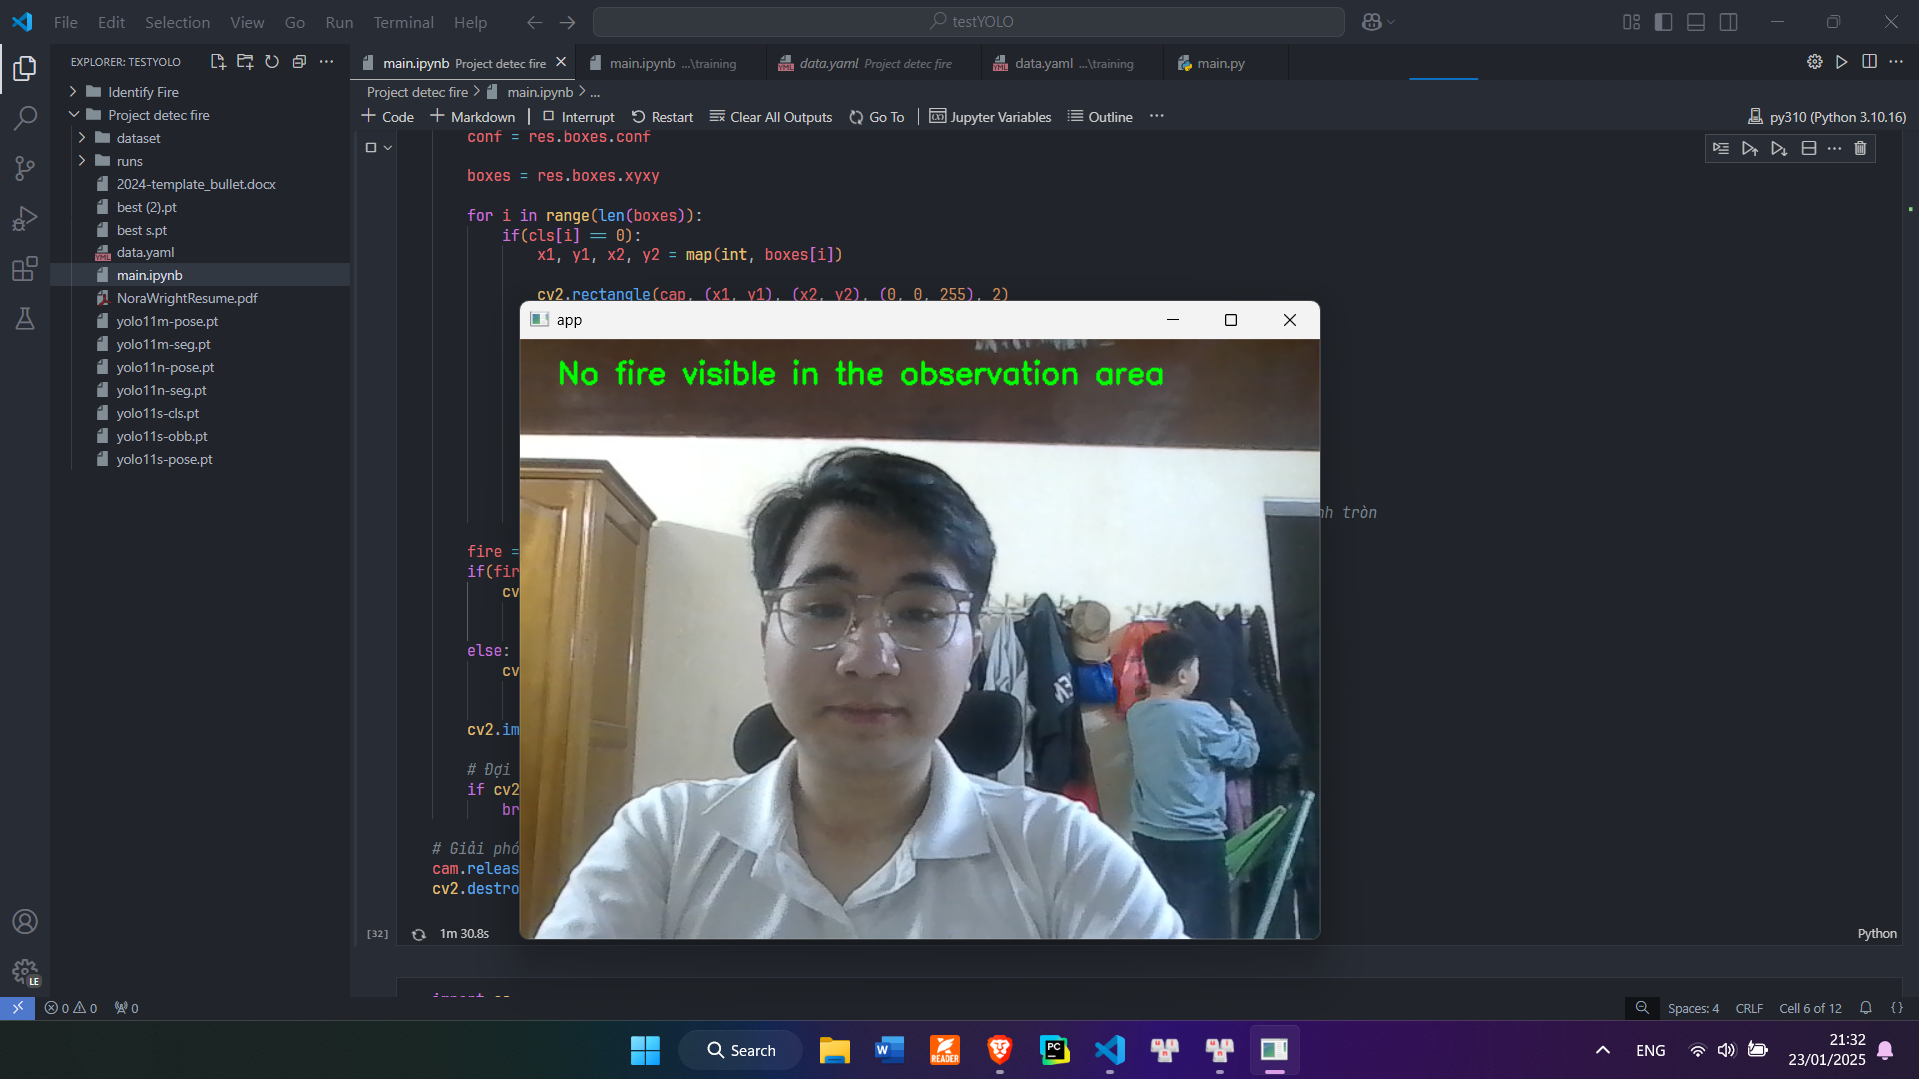 File Edit Selection View Go Run Terminal Help
testYOLO
EXPLORER: TESTYOLO
Identify Fire
Project detec fire
dataset
runs
2024-template_bullet.docx
best (2).pt
best s.pt
data.yaml
main.ipynb
NoraWrightResume.pdf
yolo11m-pose.pt
yolo11m-seg.pt
yolo11n-pose.pt
yolo11n-seg.pt
yolo11s-cls.pt
yolo11s-obb.pt
yolo11s-pose.pt
main.ipynb Project detec fire
main.ipynb ...\training
data.yaml Project detec fire
data.yaml ...\training
main.py
Project detec fire > main.ipynb > ...
+ Code + Markdown Interrupt Restart Clear All Outputs Go To Jupyter Variables Outline ...
py310 (Python 3.10.16)
conf = res.boxes.conf
boxes = res.boxes.xyxy
for i in range(len(boxes)):
if(cls[i] == 0):
x1, y1, x2, y2 = map(int, boxes[i])
cv2.rectangle(cap, (x1, y1), (x2, y2), (0, 0, 255), 2)
app
No fire visible in the observation area
nh tròn
fire =
if(fir
cv
else:
cv
cv2.im
# Đợi
if cv2
br
# Giải phó
cam.releas
cv2.destro
[32]
1m 30.8s
Python
0 0 0
Spaces: 4 CRLF Cell 6 of 12
LE
Search
READER
PC
ENG
21:32
23/01/2025